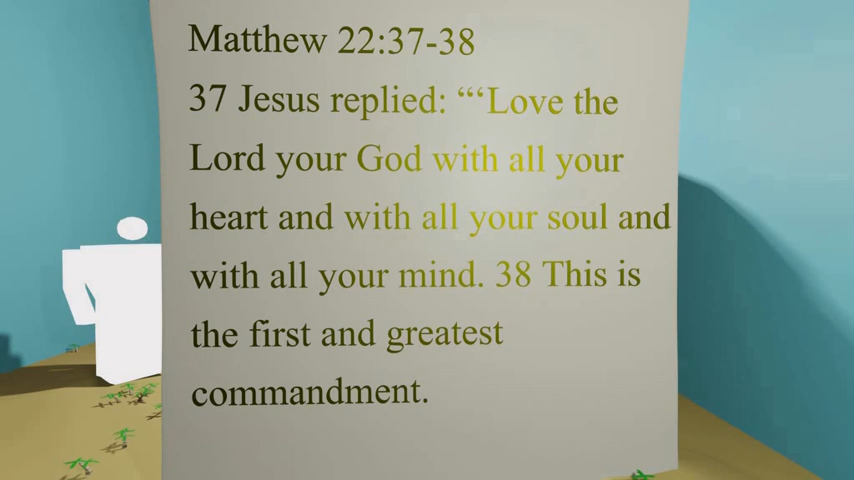 Matthew 22:37-38
37 Jesus replied: “‘Love the
Lord your God with all your
heart and with all your soul and
with all your mind. 38 This is
the first and greatest
commandment.